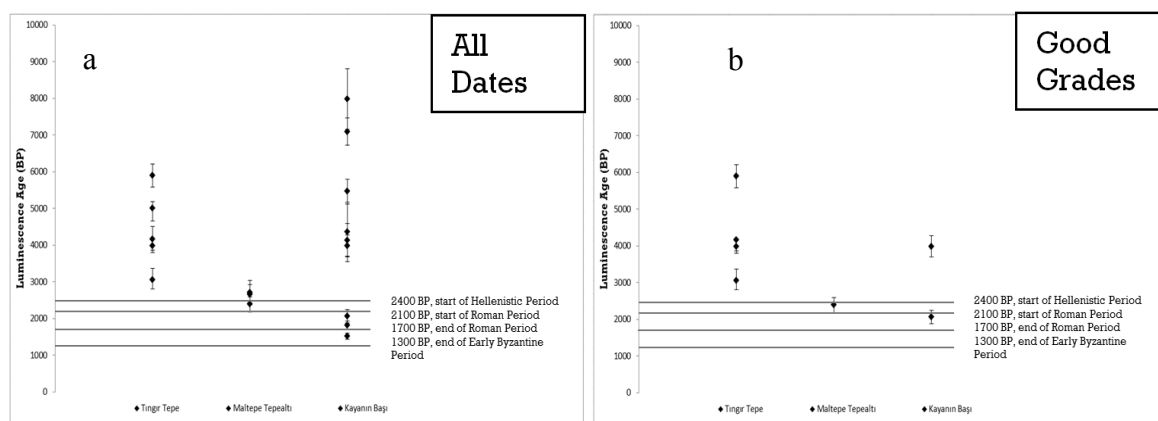 a
All
Dates
Luminescence Age (BP)
10000
9000
8000
7000
6000
5000
4000
3000
2000
1000
0
2400 BP, start of Hellenistic Period
2100 BP, start of Roman Period
1700 BP, end of Roman Period
1300 BP, end of Early Byzantine
Period
Tıngır Tepe
Maltepe Tepealtı
Kayanın Başı
b
Good
Grades
Luminescence Age (BP)
10000
9000
8000
7000
6000
5000
4000
3000
2000
1000
0
2400 BP, start of Hellenistic Period
2100 BP, start of Roman Period
1700 BP, end of Roman Period
1300 BP, end of Early Byzantine
Period
Tıngır Tepe
Maltepe Tepealtı
Kayanın Başı